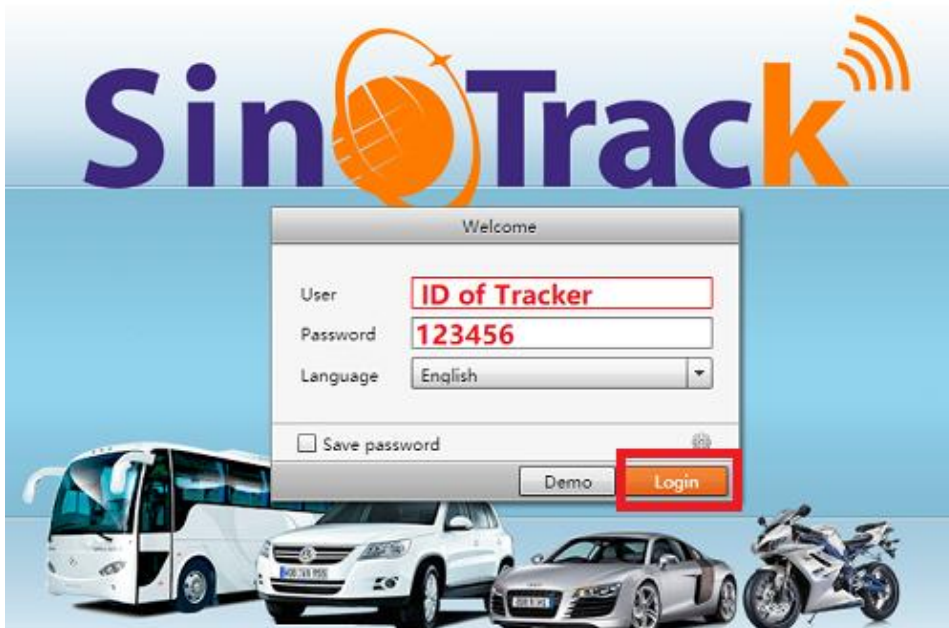 SinoTrack
Welcome
User ID of Tracker
Password 123456
Language English
Save password
Demo Login